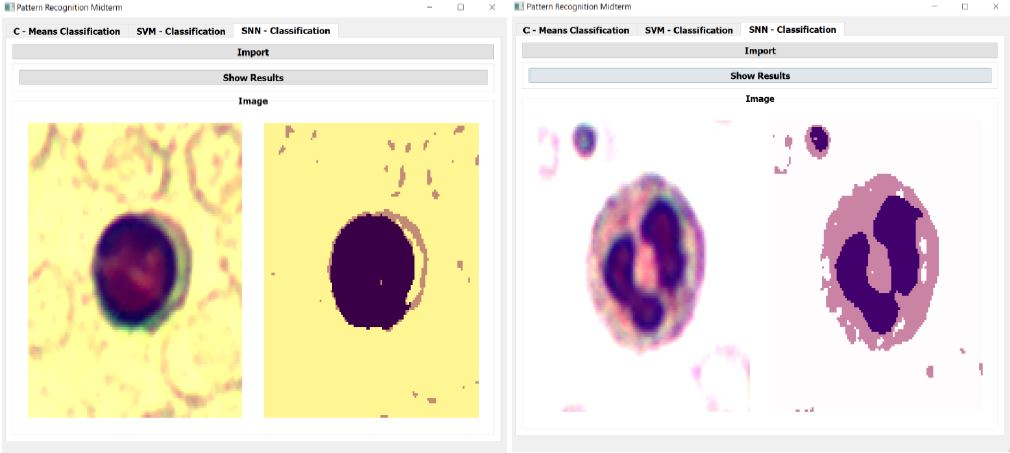 Pattern Recognition Midterm
C - Means Classification SVM - Classification SNN - Classification
Import
Show Results
Image
Pattern Recognition Midterm
C - Means Classification SVM - Classification SNN - Classification
Import
Show Results
Image